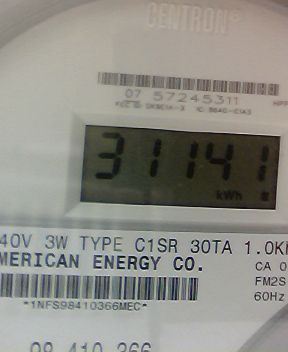 CENTRON®
07 57245311
31141
kWh
40V 3W TYPE C1SR 30TA 1.0K
MERICAN ENERGY CO.
CA 0
FM2S
60Hz
*1NFS98410366MEC*
98 410 366